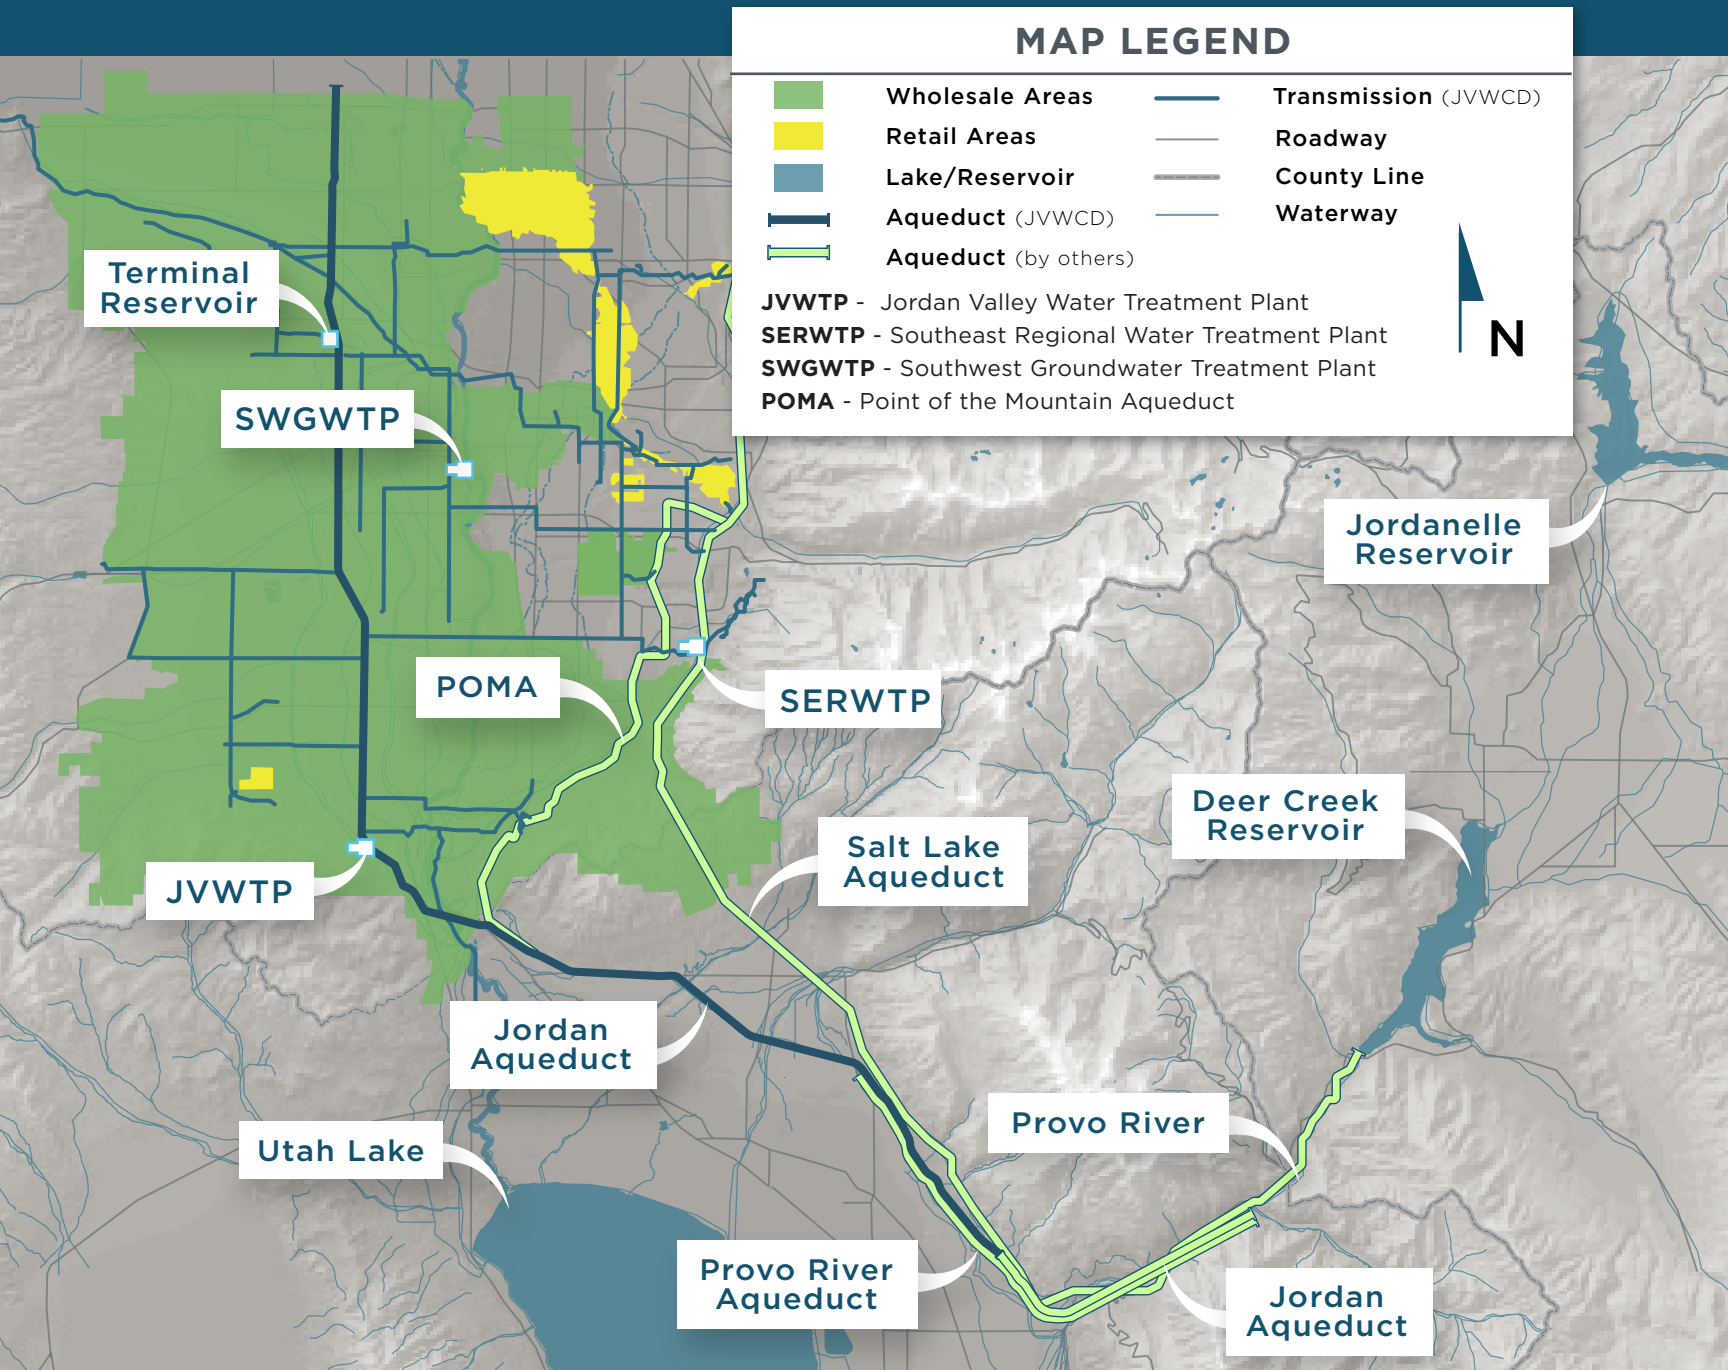 MAP LEGEND
Wholesale Areas
Retail Areas
Lake/Reservoir
Aqueduct (JVWCD)
Aqueduct (by others)
Transmission (JVWCD)
Roadway
County Line
Waterway
JVWTP - Jordan Valley Water Treatment Plant
SERWTP - Southeast Regional Water Treatment Plant
SWGWTP - Southwest Groundwater Treatment Plant
POMA - Point of the Mountain Aqueduct
N
Terminal
Reservoir
SWGWTP
Jordanelle
Reservoir
POMA
SERWTP
Deer Creek
Reservoir
Salt Lake
Aqueduct
JVWTP
Jordan
Aqueduct
Provo River
Utah Lake
Provo River
Aqueduct
Jordan
Aqueduct